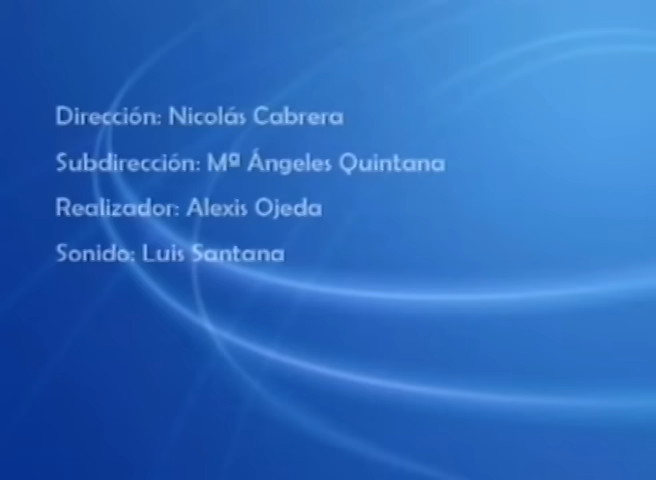 Dirección: Nicolás Cabrera
Subdirección: Mª Ángeles Quintana
Realizador: Alexis Ojeda
Sonido: Luis Santana